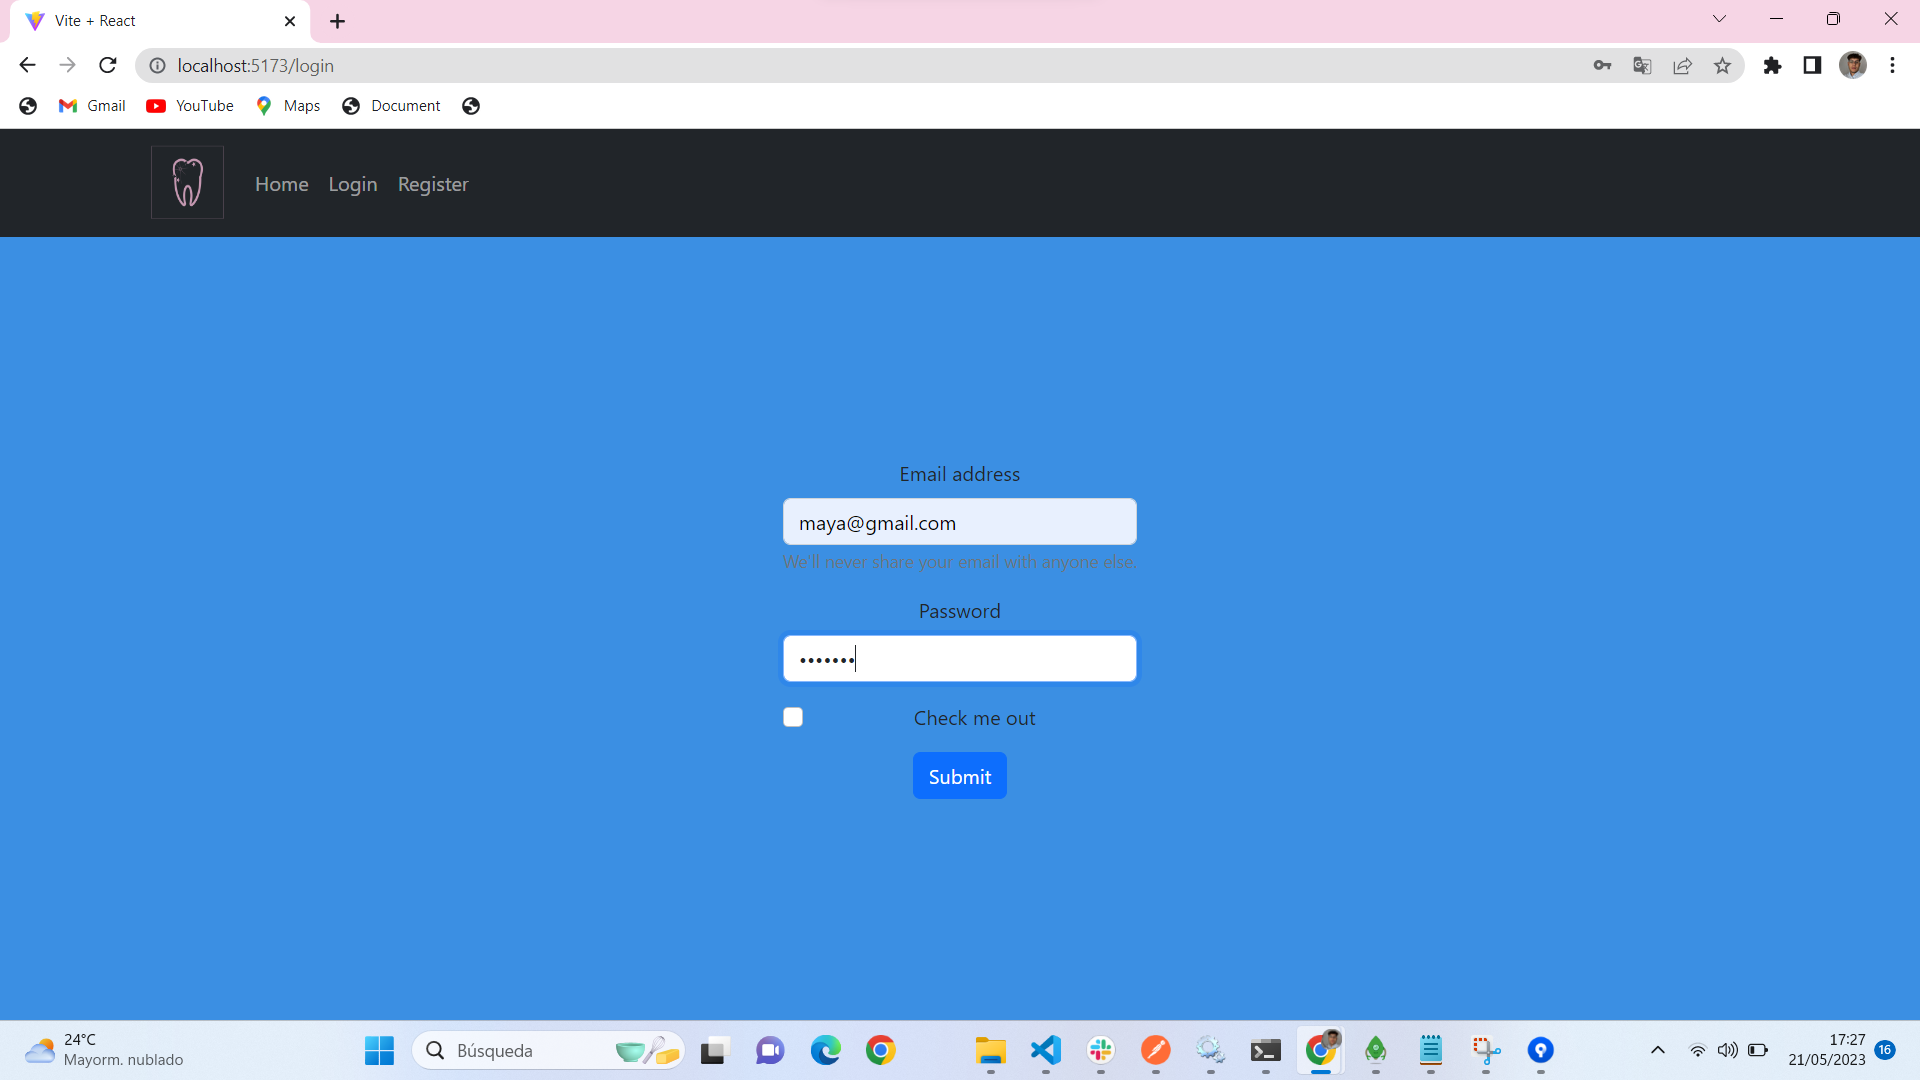 Vite + React
localhost:5173/login
Gmail YouTube Maps Document
Home Login Register
Email address
maya@gmail.com
We'll never share your email with anyone else.
Password
•••••••
Check me out
Submit
24°C
Mayorm. nublado
Búsqueda
17:27
21/05/2023
16